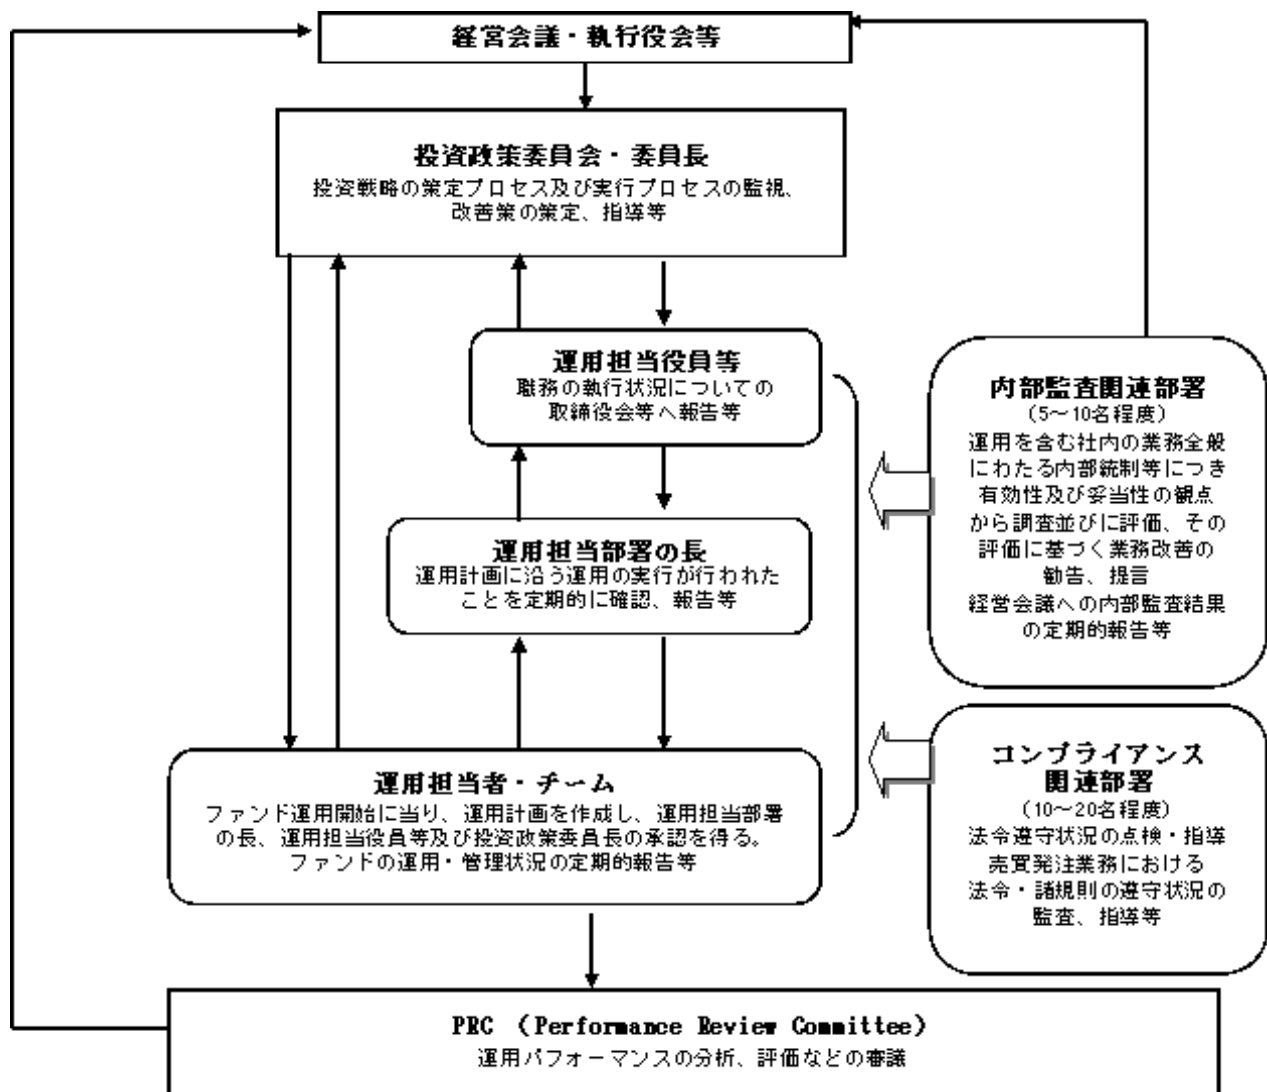 経営会議・執行役会等
投資政策委員会・委員長
投資戦略の策定プロセス及び実行プロセスの監視、
改善策の策定、指導等
運用担当役員等
職務の執行状況についての
取締役会等へ報告等
運用担当部署の長
運用計画に沿う運用の実行が行われた
ことを定期的に確認、報告等
運用担当者・チーム
ファンド運用開始に当り、運用計画を作成し、運用担当部署
の長、運用担当役員等及び投資政策委員長の承認を得る。
ファンドの運用・管理状況の定期的報告等
内部監査関連部署
(5～10名程度)
運用を含む社内の業務全般
にわたる内部統制等につき
有効性及び妥当性の観点
から調査並びに評価、その
評価に基づく業務改善の
勧告、提言
経営会議への内部監査結果
の定期的報告等
コンプライアンス
関連部署
(10～20名程度)
法令遵守状況の点検・指導
売買発注業務における
法令・諸規則の遵守状況の
監査、指導等
PRC （Performance Review Committee）
運用パフォーマンスの分析、評価などの審議